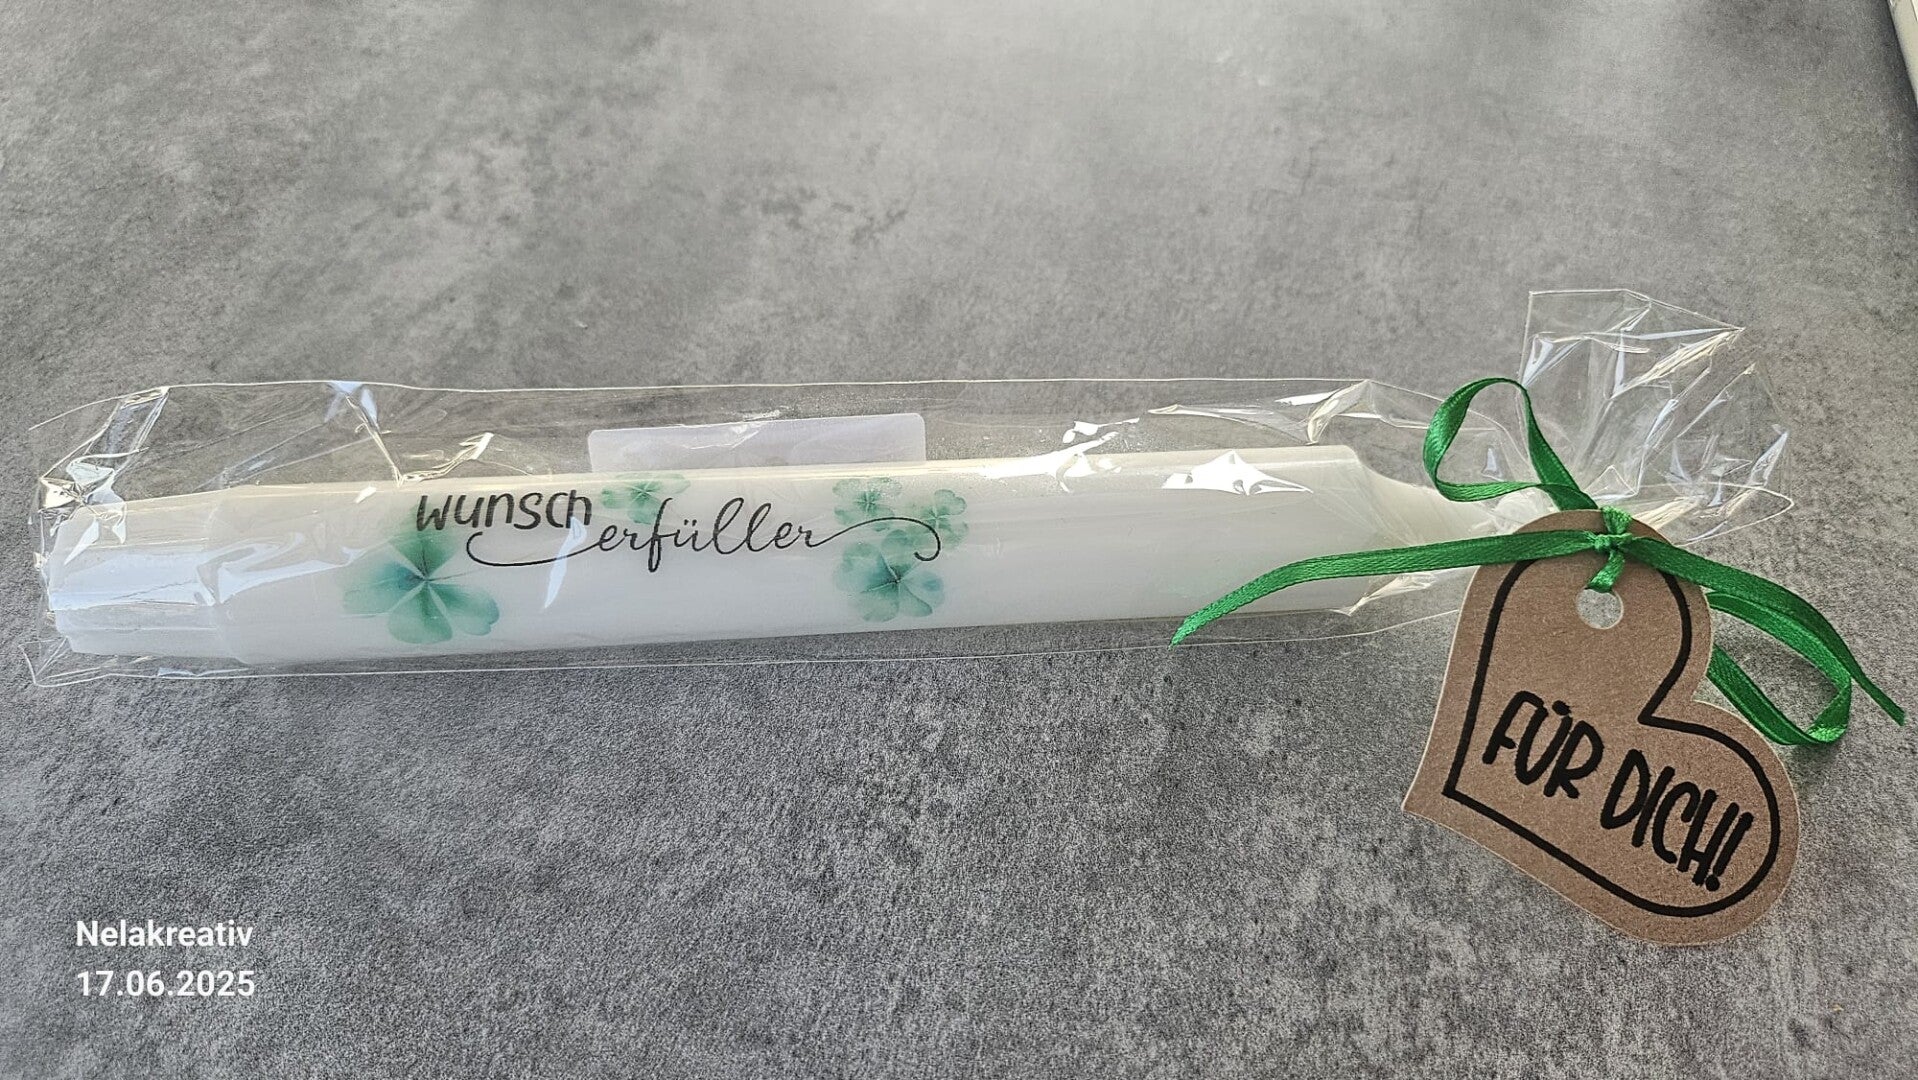 wunsch
erfüller
FÜR DICH!
Nelakreativ
17.06.2025